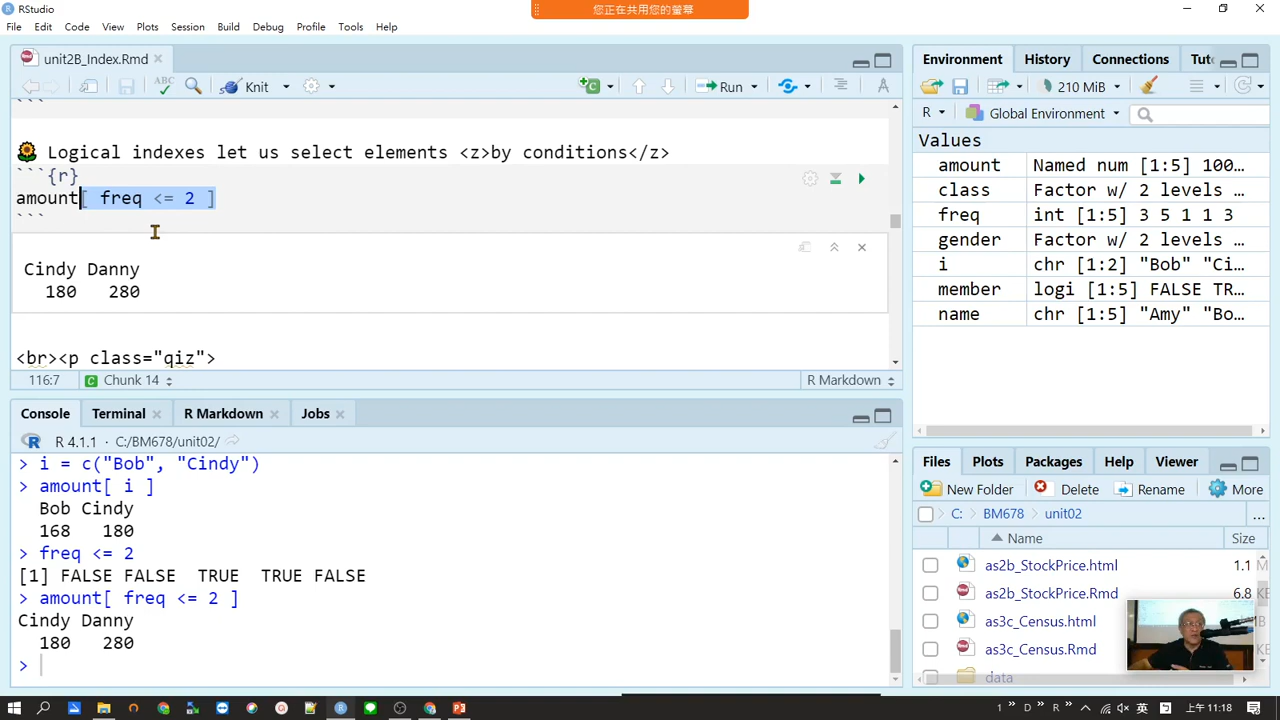 RStudio
您正在共用您的螢幕
File Edit Code View Plots Session Build Debug Profile Tools Help
unit2B_Index.Rmd
ABC
Knit
Run
```
🌻 Logical indexes let us select elements <z>by conditions</z>
```{r}
amount[ freq <= 2 ]
```
Cindy Danny
180 280
<br><p class="qiz">
116:7
Chunk 14
R Markdown
Console Terminal R Markdown Jobs
R 4.1.1 · C:/BM678/unit02/
> i = c("Bob", "Cindy")
> amount[ i ]
Bob Cindy
168 180
> freq <= 2
[1] FALSE FALSE TRUE TRUE FALSE
> amount[ freq <= 2 ]
Cindy Danny
180 280
>
Environment History Connections Tut
210 MiB
R Global Environment
Values
amount Named num [1:5] 100…
class Factor w/ 2 levels …
freq int [1:5] 3 5 1 1 3
gender Factor w/ 2 levels …
i chr [1:2] "Bob" "Ci…
member logi [1:5] FALSE TR…
name chr [1:5] "Amy" "Bo…
Files Plots Packages Help Viewer
New Folder Delete Rename More
C: BM678 unit02 ...
Name Size
as2b_StockPrice.html 1.1
as2b_StockPrice.Rmd 6.8
as3c_Census.html
as3c_Census.Rmd
data
英 上午 11:18